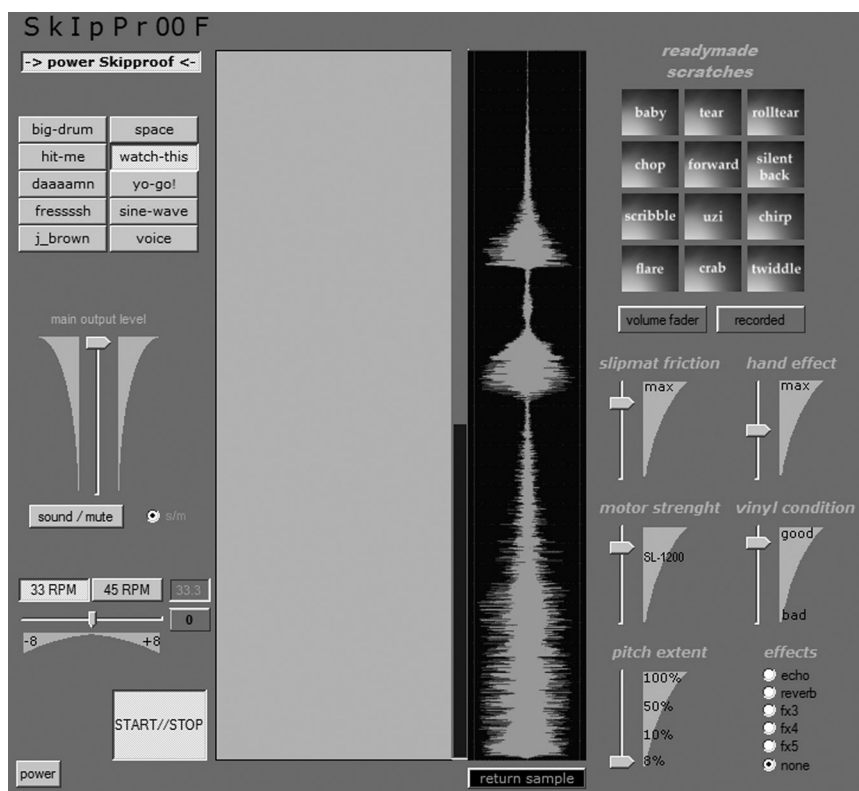 SkIpPr00F
-> power Skipproof <-
big-drum space
hit-me watch-this
daaaamn yo-go!
fressssh sine-wave
j_brown voice
main output level
sound / mute s/m
33 RPM 45 RPM 33.3
0
-8 +8
START//STOP
power
return sample
readymade
scratches
baby tear rolltear
chop forward silent
back
scribble uzi chirp
flare crab twiddle
volume fader recorded
slipmat friction hand effect
max max
motor strenght vinyl condition
good
SL-1200
bad
pitch extent effects
100% echo
reverb
50% fx3
10% fx4
fx5
8% none